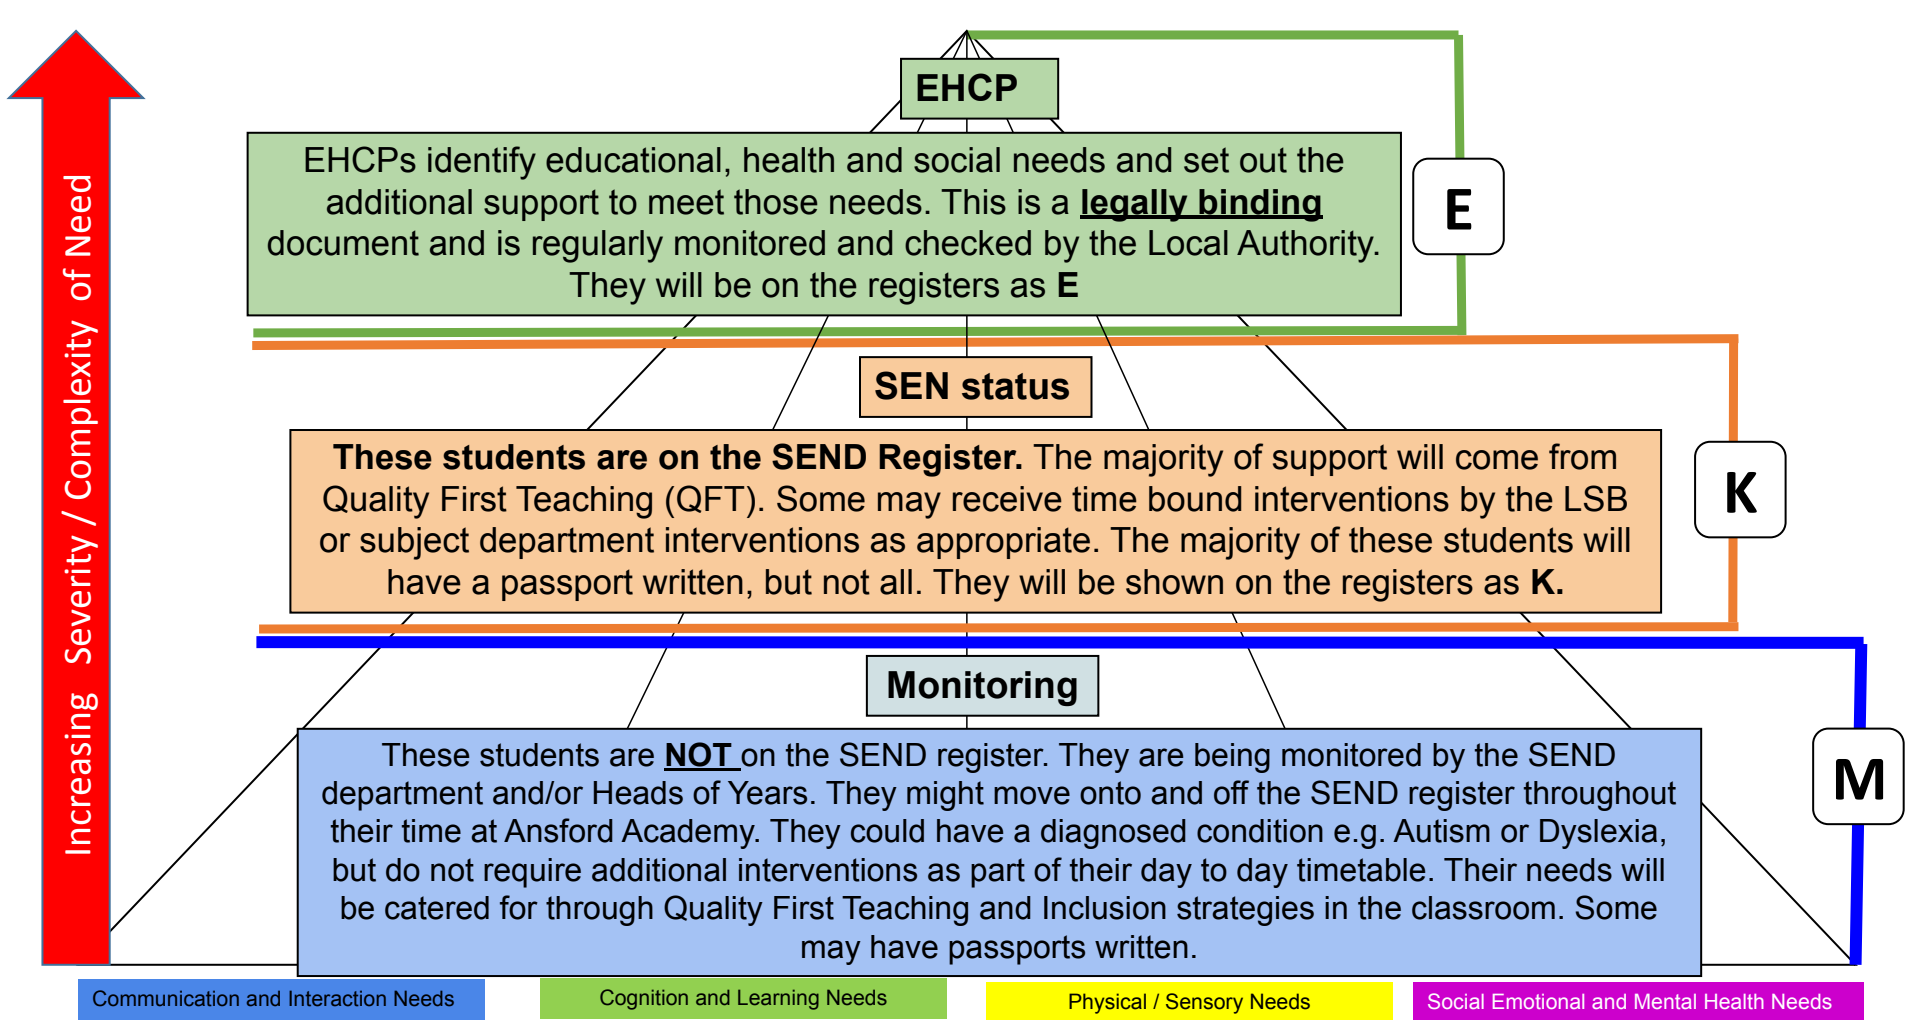 Increasing Severity / Complexity of Need
EHCP
EHCPs identify educational, health and social needs and set out the
additional support to meet those needs. This is a legally binding
document and is regularly monitored and checked by the Local Authority.
They will be on the registers as E
E
SEN status
These students are on the SEND Register. The majority of support will come from
Quality First Teaching (QFT). Some may receive time bound interventions by the LSB
or subject department interventions as appropriate. The majority of these students will
have a passport written, but not all. They will be shown on the registers as K.
K
Monitoring
These students are NOT on the SEND register. They are being monitored by the SEND
department and/or Heads of Years. They might move onto and off the SEND register throughout
their time at Ansford Academy. They could have a diagnosed condition e.g. Autism or Dyslexia,
but do not require additional interventions as part of their day to day timetable. Their needs will
be catered for through Quality First Teaching and Inclusion strategies in the classroom. Some
may have passports written.
M
Communication and Interaction Needs
Cognition and Learning Needs
Physical / Sensory Needs
Social Emotional and Mental Health Needs